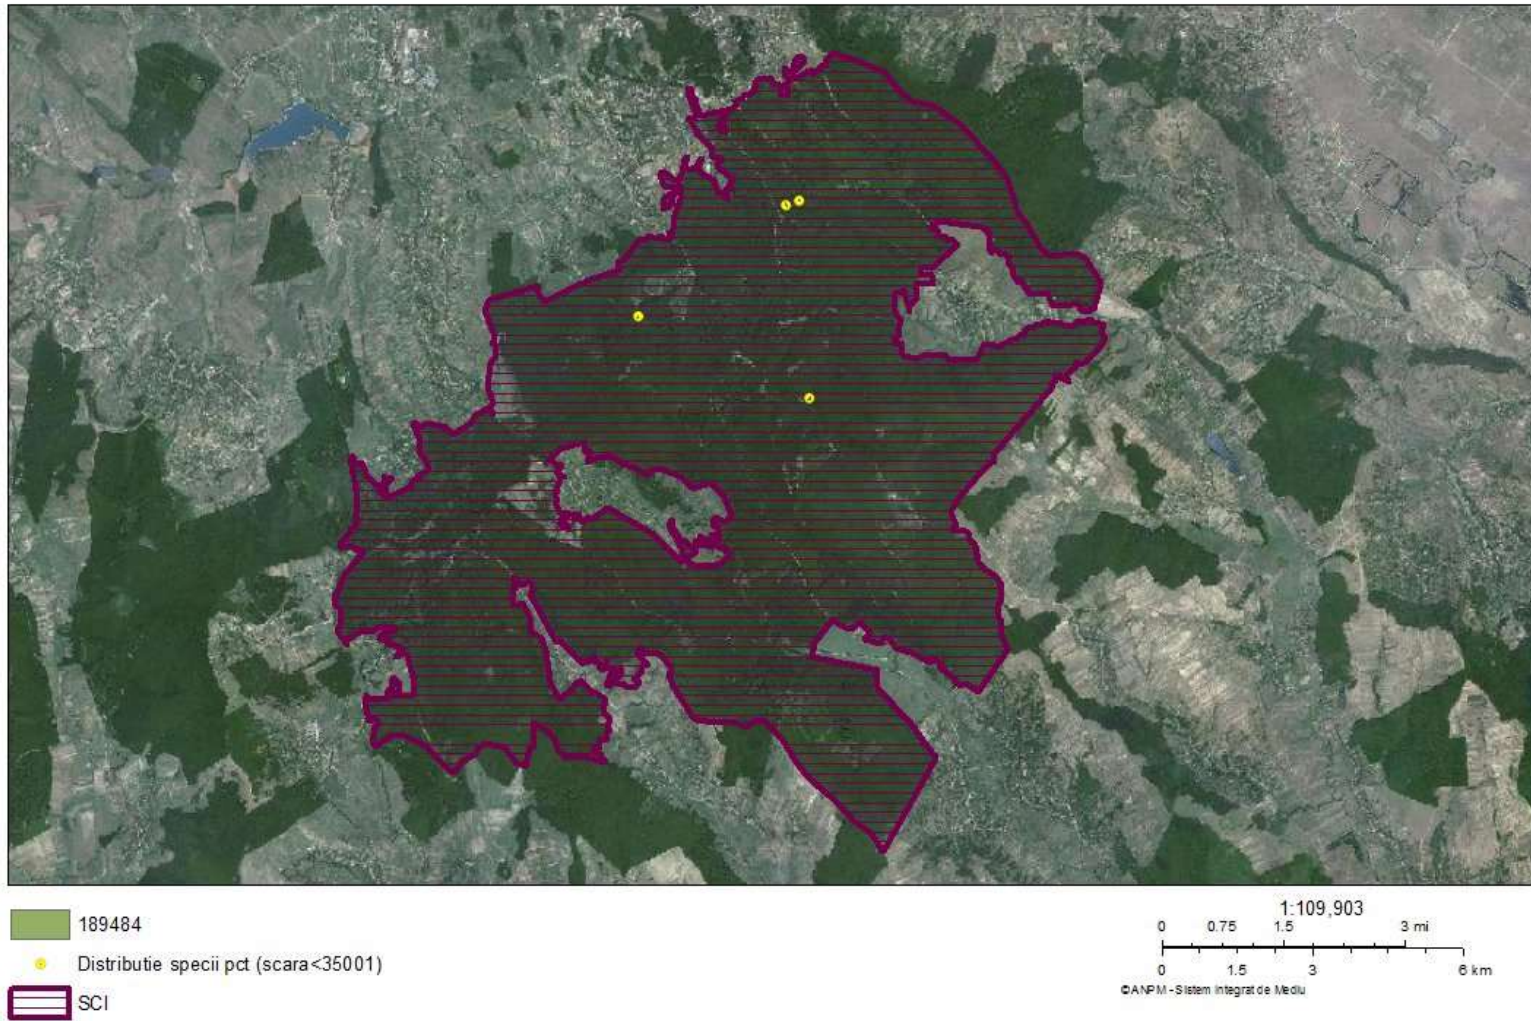 189484
Distributie specii pct (scara<35001)
SCI
1:109,903
0 0.75 1.5 3 mi
0 1.5 3 6 km
©ANPM - Sistem Integrat de Mediu